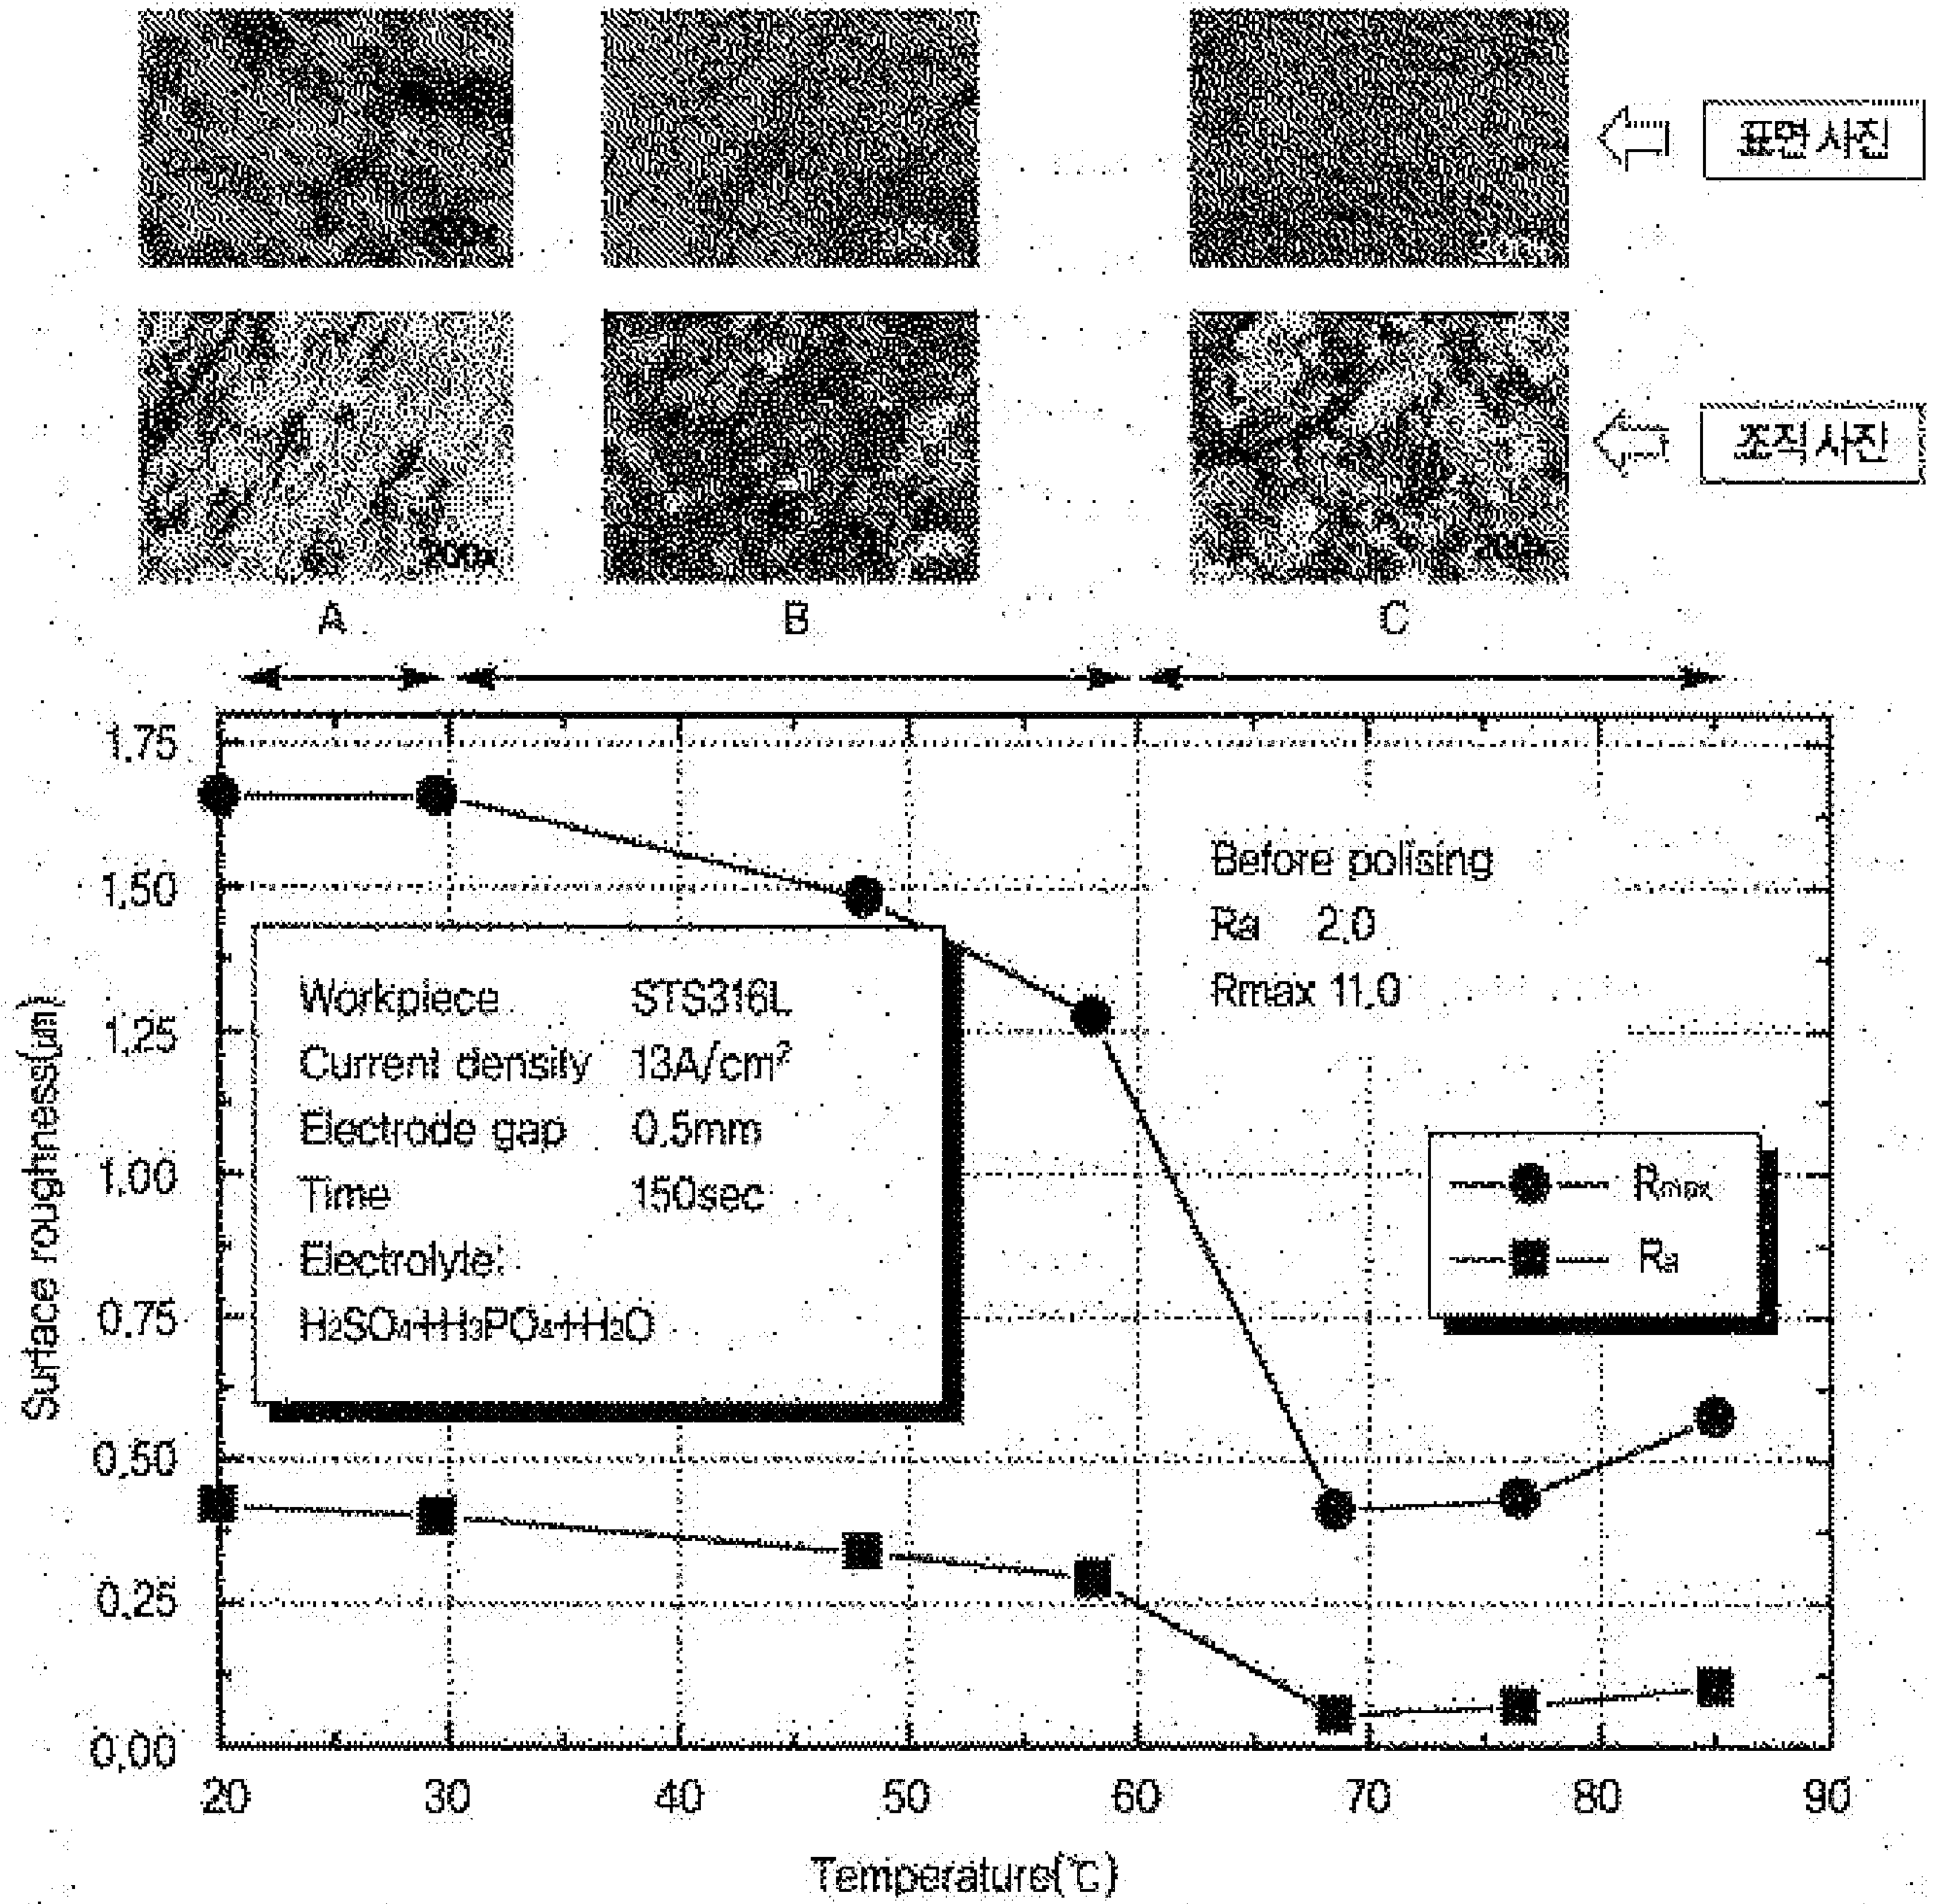 표면 사진
200x
조직 사진
200x
200x
A
B
C
1.75
1.50
1.25
1.00
0.75
0.50
0.25
0.00
Surface roughness(㎛)
Before polising
Ra 2.0
Rmax 11.0
Workpiece STS316L
Current density 13A/cm²
Electrode gap 0.5mm
Time 150sec
Electrolyte:
H₂SO₄+H₃PO₄+H₂O
Rmax
Ra
20 30 40 50 60 70 80 90
Temperature(℃)